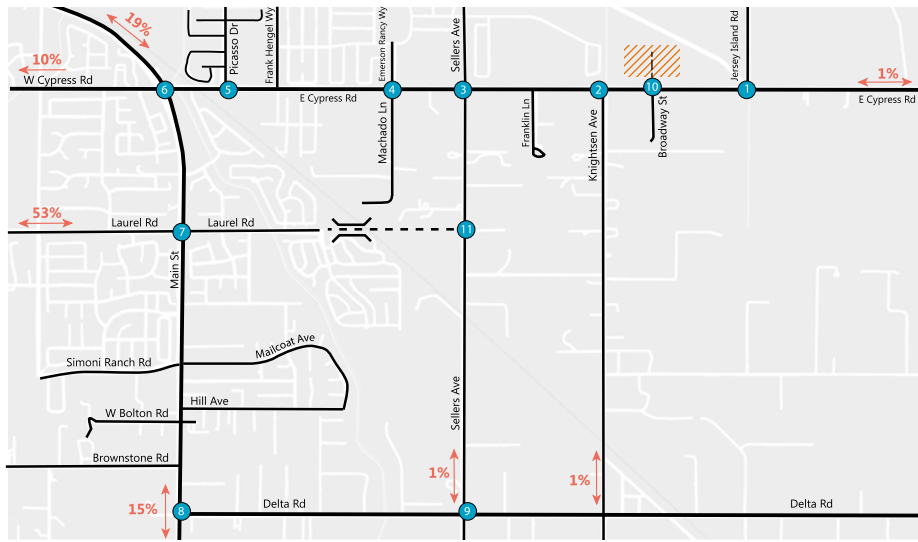 19%
10%
W Cypress Rd
6
Picasso Dr
5
Frank Hengel Wy
E Cypress Rd
Emerson Rancy Wy
4
Machado Ln
Sellers Ave
3
Franklin Ln
2
Knightsen Ave
10
Broadway St
Jersey Island Rd
1
1%
E Cypress Rd
53%
Laurel Rd
7
Laurel Rd
11
Main St
Simoni Ranch Rd
Mailcoat Ave
Hill Ave
W Bolton Rd
Brownstone Rd
Sellers Ave
1%
1%
15%
8
Delta Rd
9
Delta Rd